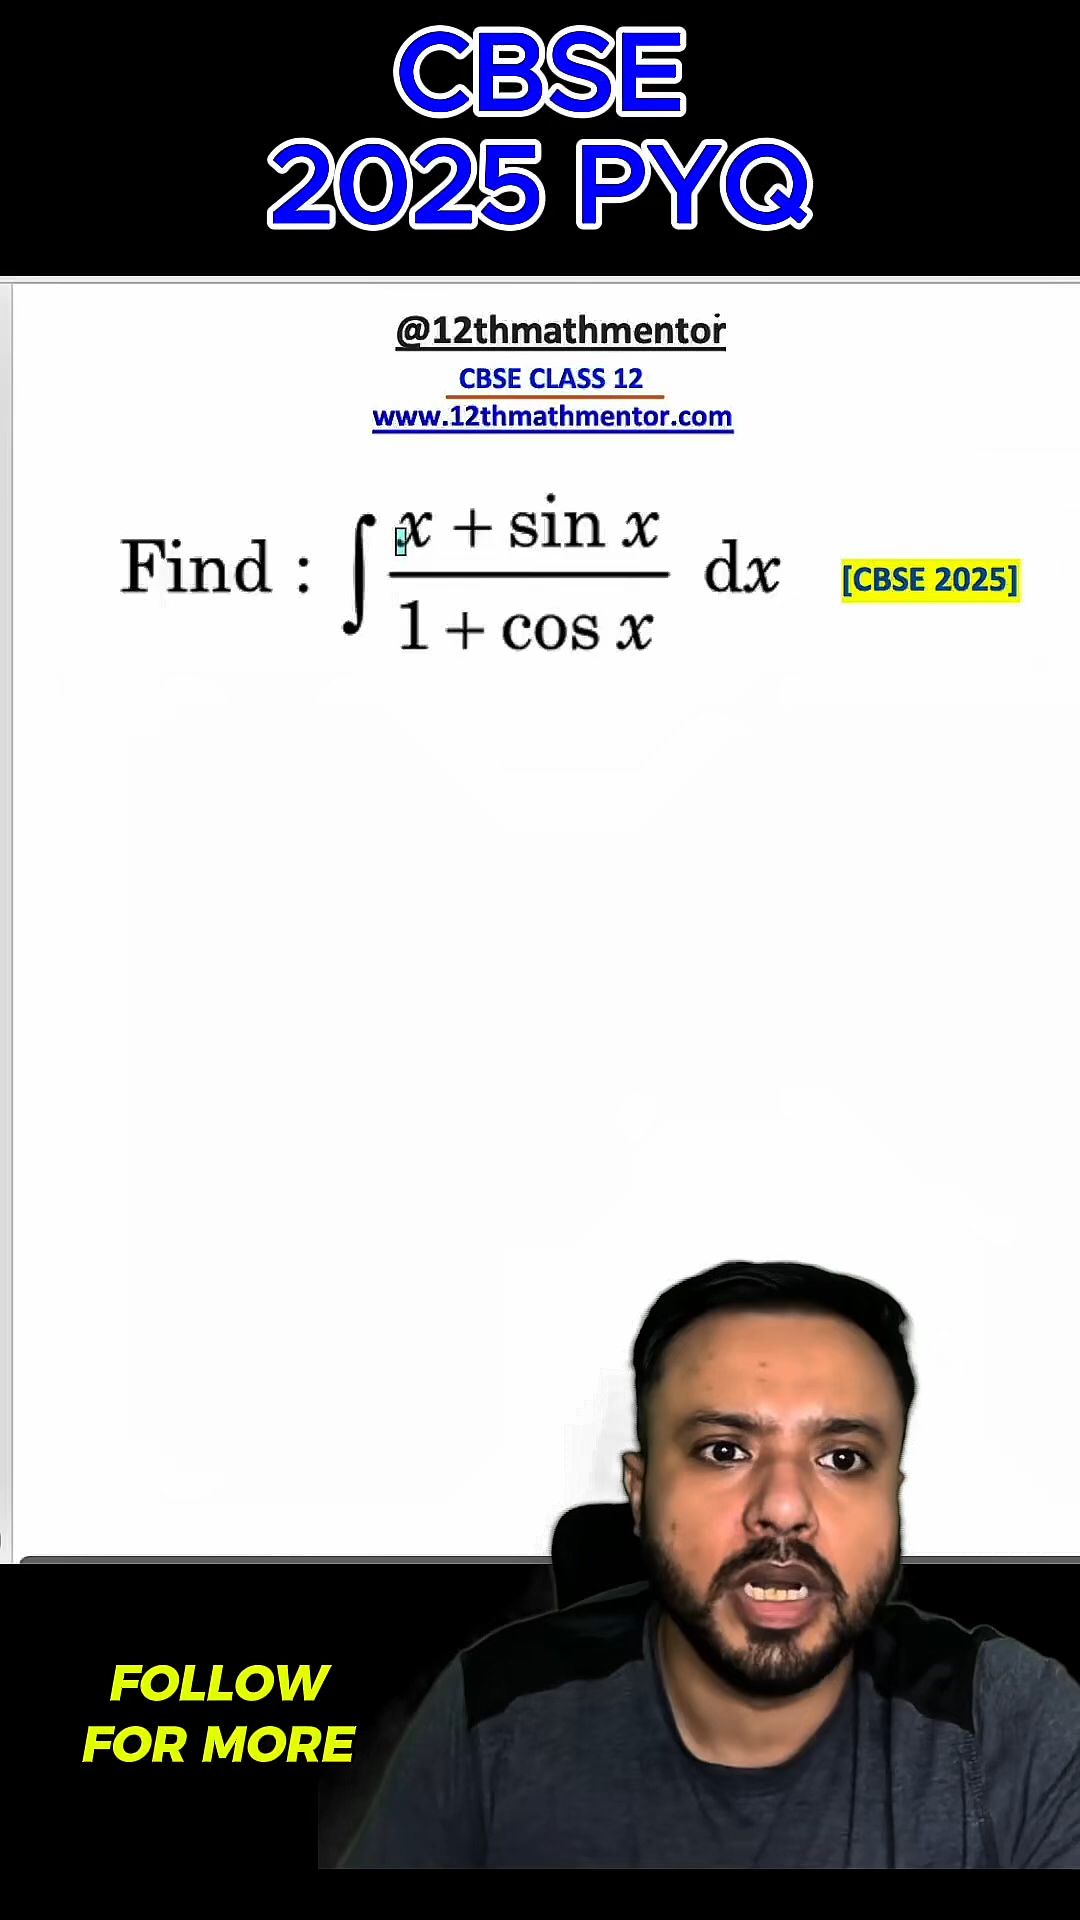 CBSE
2025 PYQ
@12thmathmentor
CBSE CLASS 12
www.12thmathmentor.com
Find : ∫ (x + sin x)/(1 + cos x) dx [CBSE 2025]
FOLLOW
FOR MORE